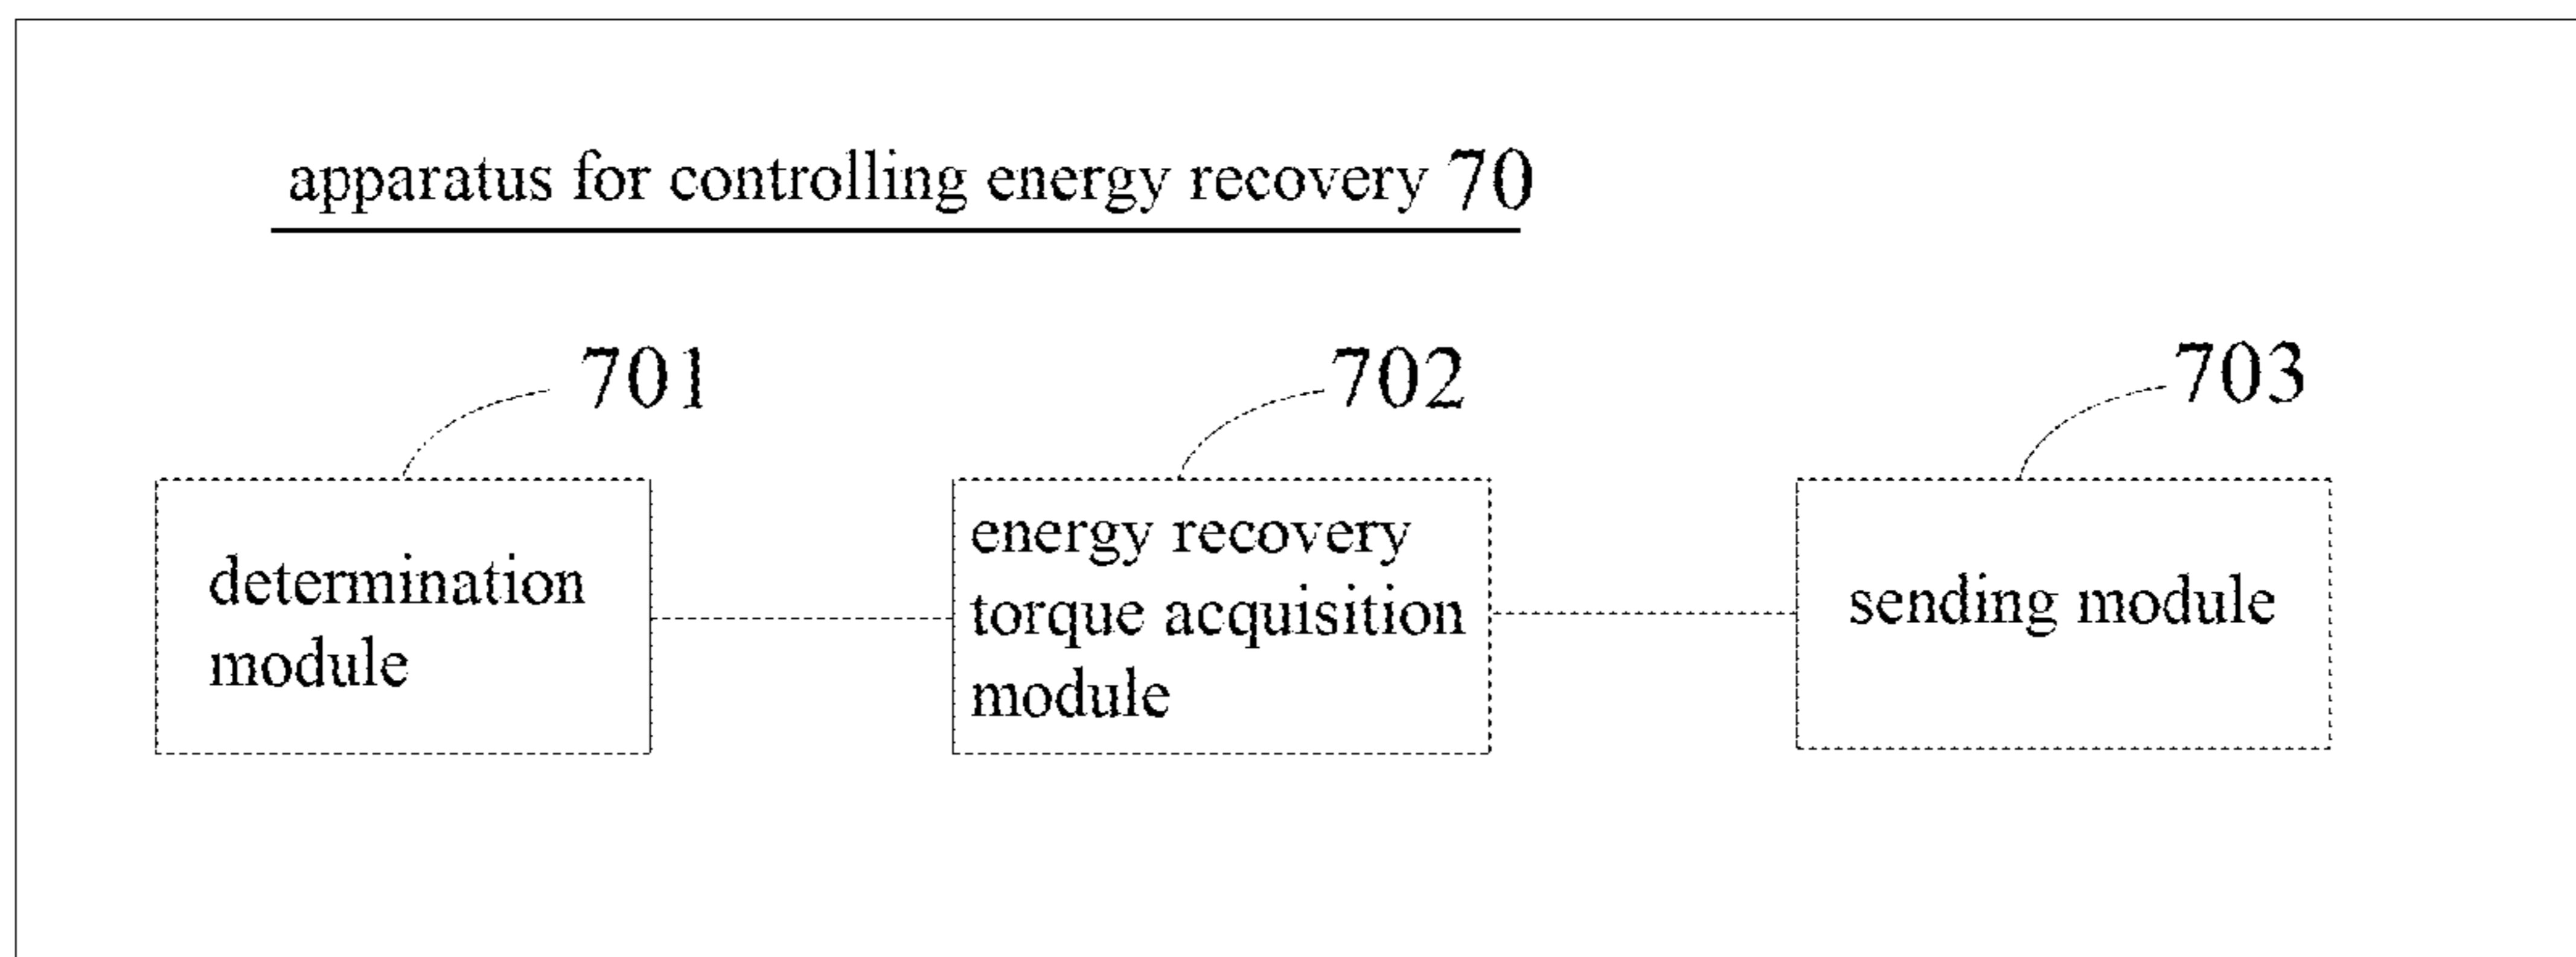 apparatus for controlling energy recovery 70
701
702
703
determination
module
energy recovery
torque acquisition
module
sending module